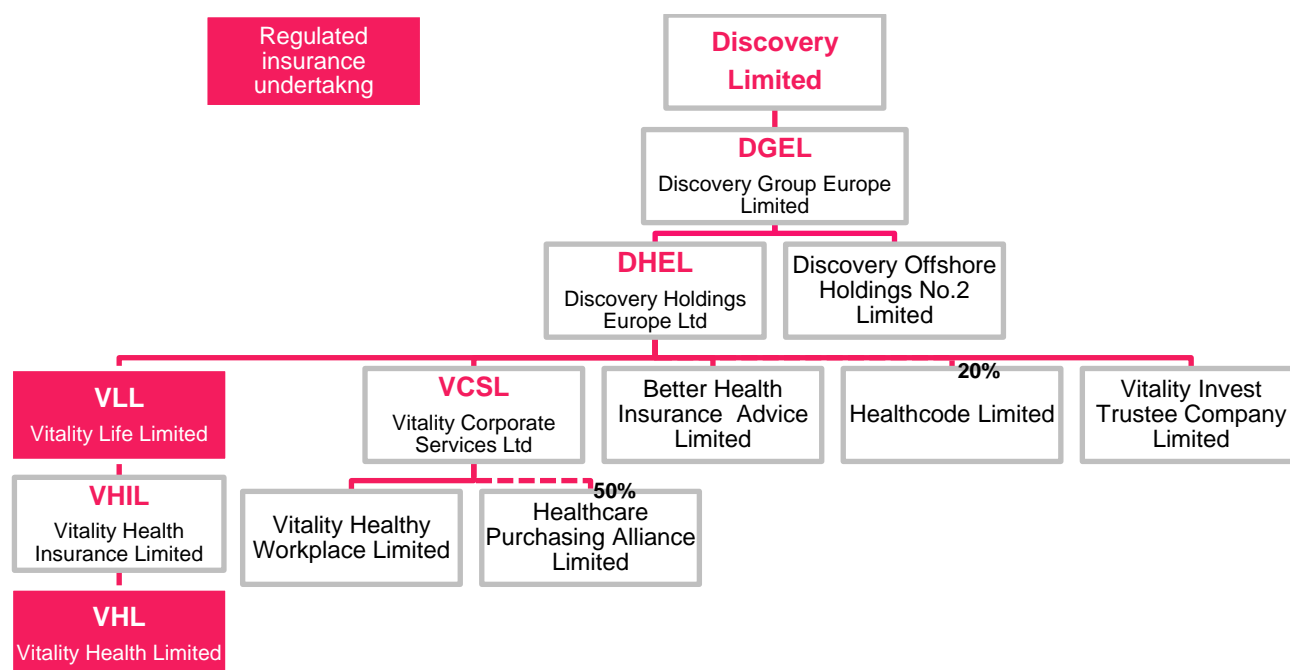 Regulated
insurance
undertakng
Discovery
Limited
DGEL
Discovery Group Europe
Limited
DHEL
Discovery Holdings
Europe Ltd
Discovery Offshore
Holdings No.2
Limited
VLL
Vitality Life Limited
VCSL
Vitality Corporate
Services Ltd
Better Health
Insurance Advice
Limited
20%
Healthcode Limited
Vitality Invest
Trustee Company
Limited
VHIL
Vitality Health
Insurance Limited
Vitality Healthy
Workplace Limited
50%
Healthcare
Purchasing Alliance
Limited
VHL
Vitality Health Limited